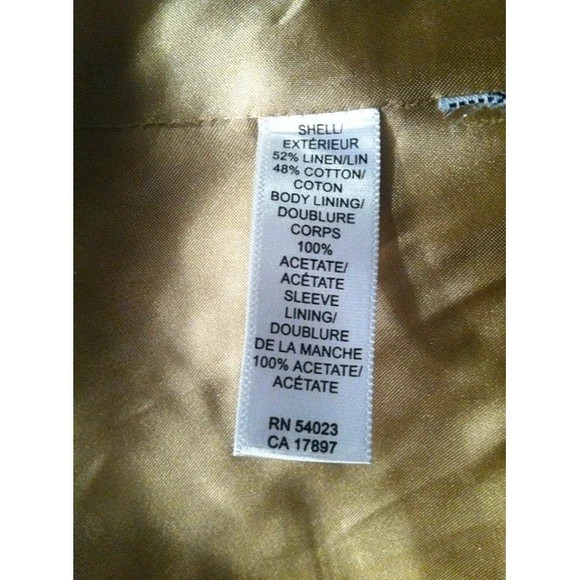 SHELL/
EXTÉRIEUR
52% LINEN/LIN
48% COTTON/
COTON
BODY LINING/
DOUBLURE
CORPS
100%
ACETATE/
ACÉTATE
SLEEVE
LINING/
DOUBLURE
DE LA MANCHE
100% ACETATE/
ACÉTATE
RN 54023
CA 17897